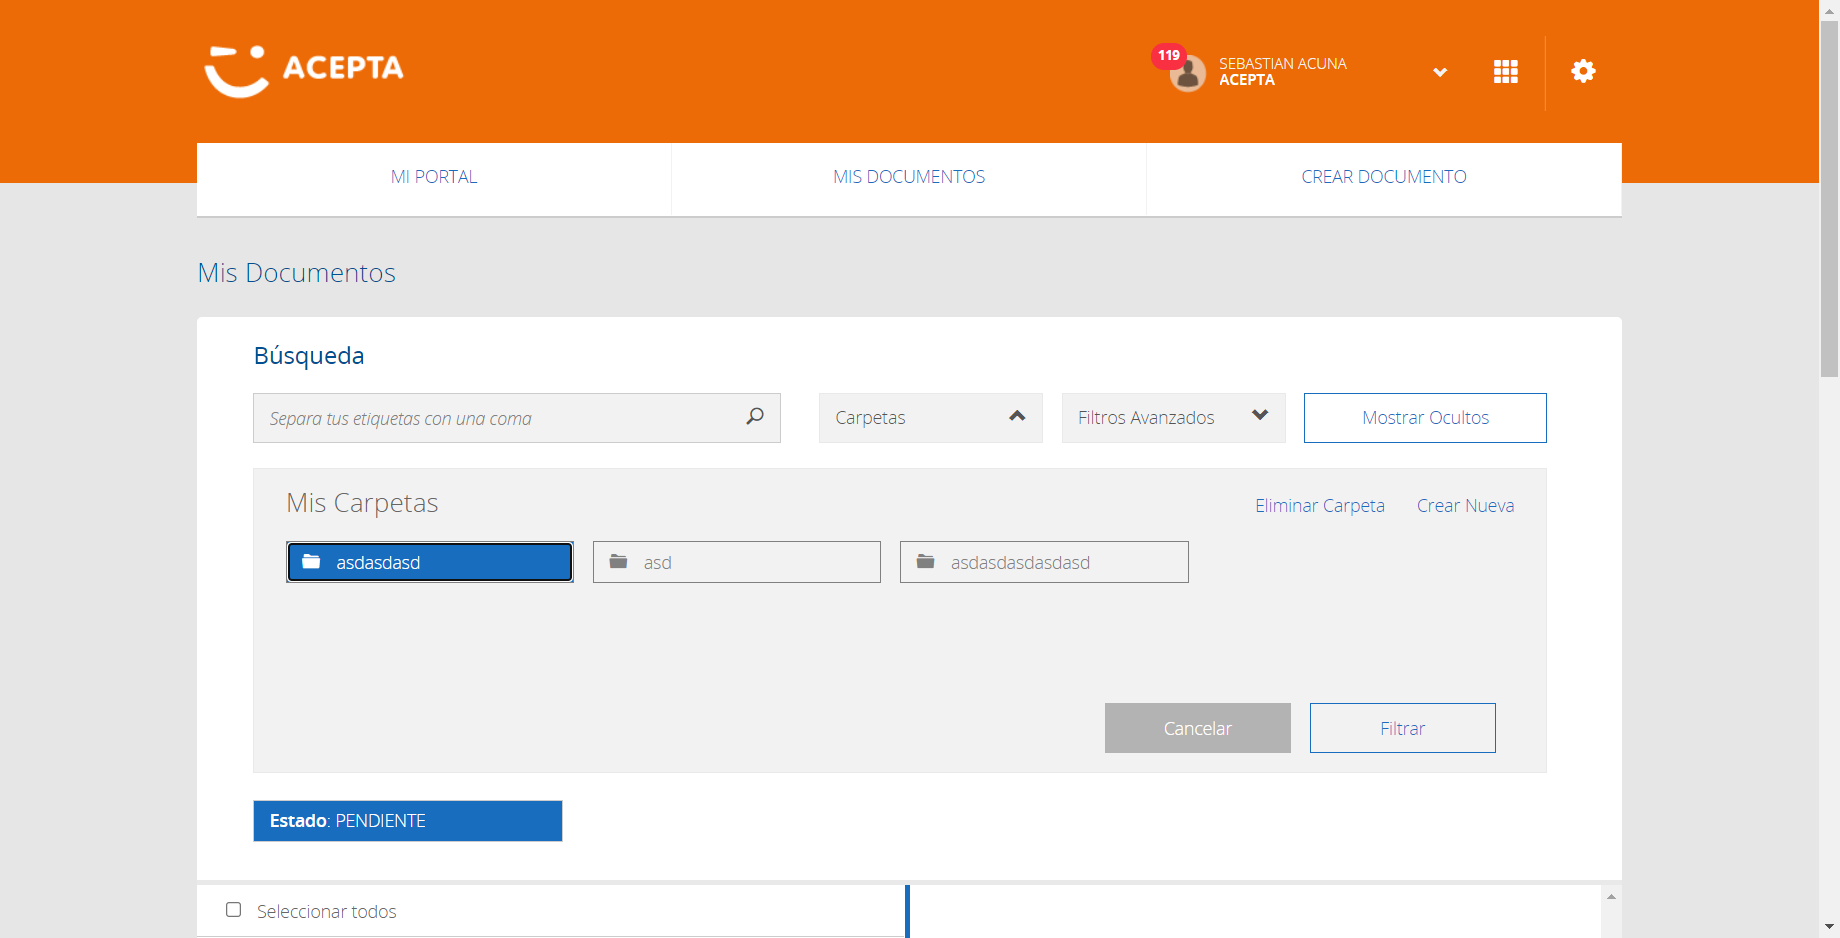 ACEPTA
119
SEBASTIAN ACUNA
ACEPTA
MI PORTAL
MIS DOCUMENTOS
CREAR DOCUMENTO
Mis Documentos
Búsqueda
Separa tus etiquetas con una coma
Carpetas
Filtros Avanzados
Mostrar Ocultos
Mis Carpetas
Eliminar Carpeta
Crear Nueva
asdasdasd
asd
asdasdasdasdasd
Cancelar
Filtrar
Estado: PENDIENTE
Seleccionar todos